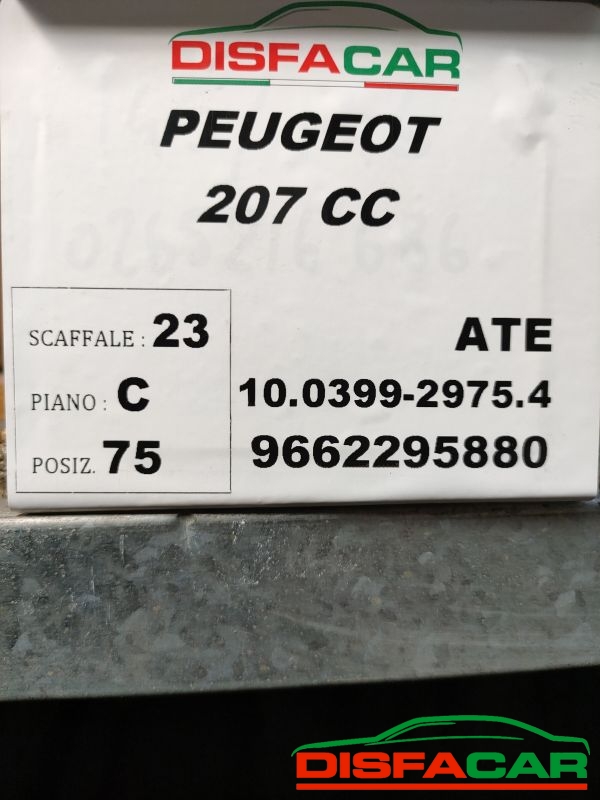 DISFACAR
PEUGEOT
207 CC
SCAFFALE : 23
PIANO : C
POSIZ. 75
ATE
10.0399-2975.4
9662295880
DISFACAR